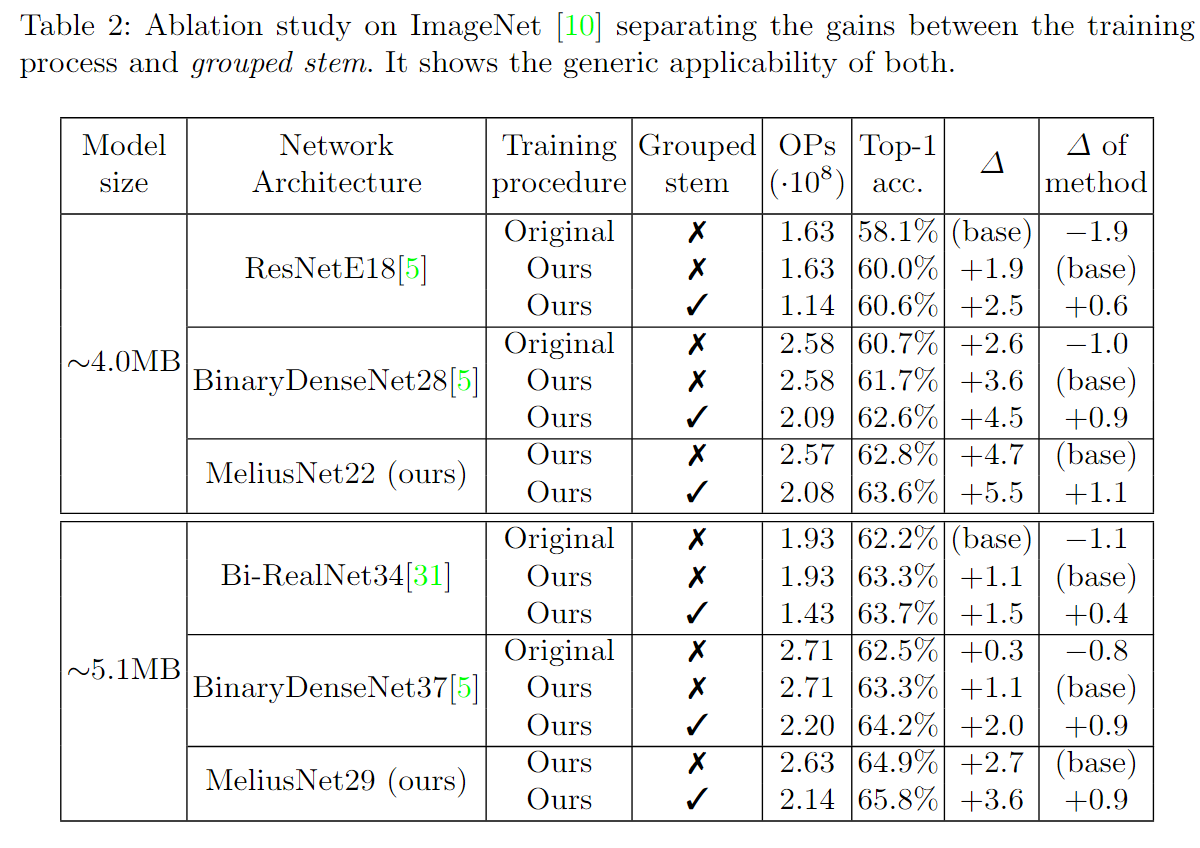 Table 2: Ablation study on ImageNet [10] separating the gains between the training
process and grouped stem. It shows the generic applicability of both.
Model size | Network Architecture | Training procedure | Grouped stem | OPs (·10⁸) | Top-1 acc. | Δ | Δ of method
~4.0MB
ResNetE18[5]
Original ✗ 1.63 58.1% (base) −1.9
Ours ✗ 1.63 60.0% +1.9 (base)
Ours ✓ 1.14 60.6% +2.5 +0.6
BinaryDenseNet28[5]
Original ✗ 2.58 60.7% +2.6 −1.0
Ours ✗ 2.58 61.7% +3.6 (base)
Ours ✓ 2.09 62.6% +4.5 +0.9
MeliusNet22 (ours)
Ours ✗ 2.57 62.8% +4.7 (base)
Ours ✓ 2.08 63.6% +5.5 +1.1
~5.1MB
Bi-RealNet34[31]
Original ✗ 1.93 62.2% (base) −1.1
Ours ✗ 1.93 63.3% +1.1 (base)
Ours ✓ 1.43 63.7% +1.5 +0.4
BinaryDenseNet37[5]
Original ✗ 2.71 62.5% +0.3 −0.8
Ours ✗ 2.71 63.3% +1.1 (base)
Ours ✓ 2.20 64.2% +2.0 +0.9
MeliusNet29 (ours)
Ours ✗ 2.63 64.9% +2.7 (base)
Ours ✓ 2.14 65.8% +3.6 +0.9